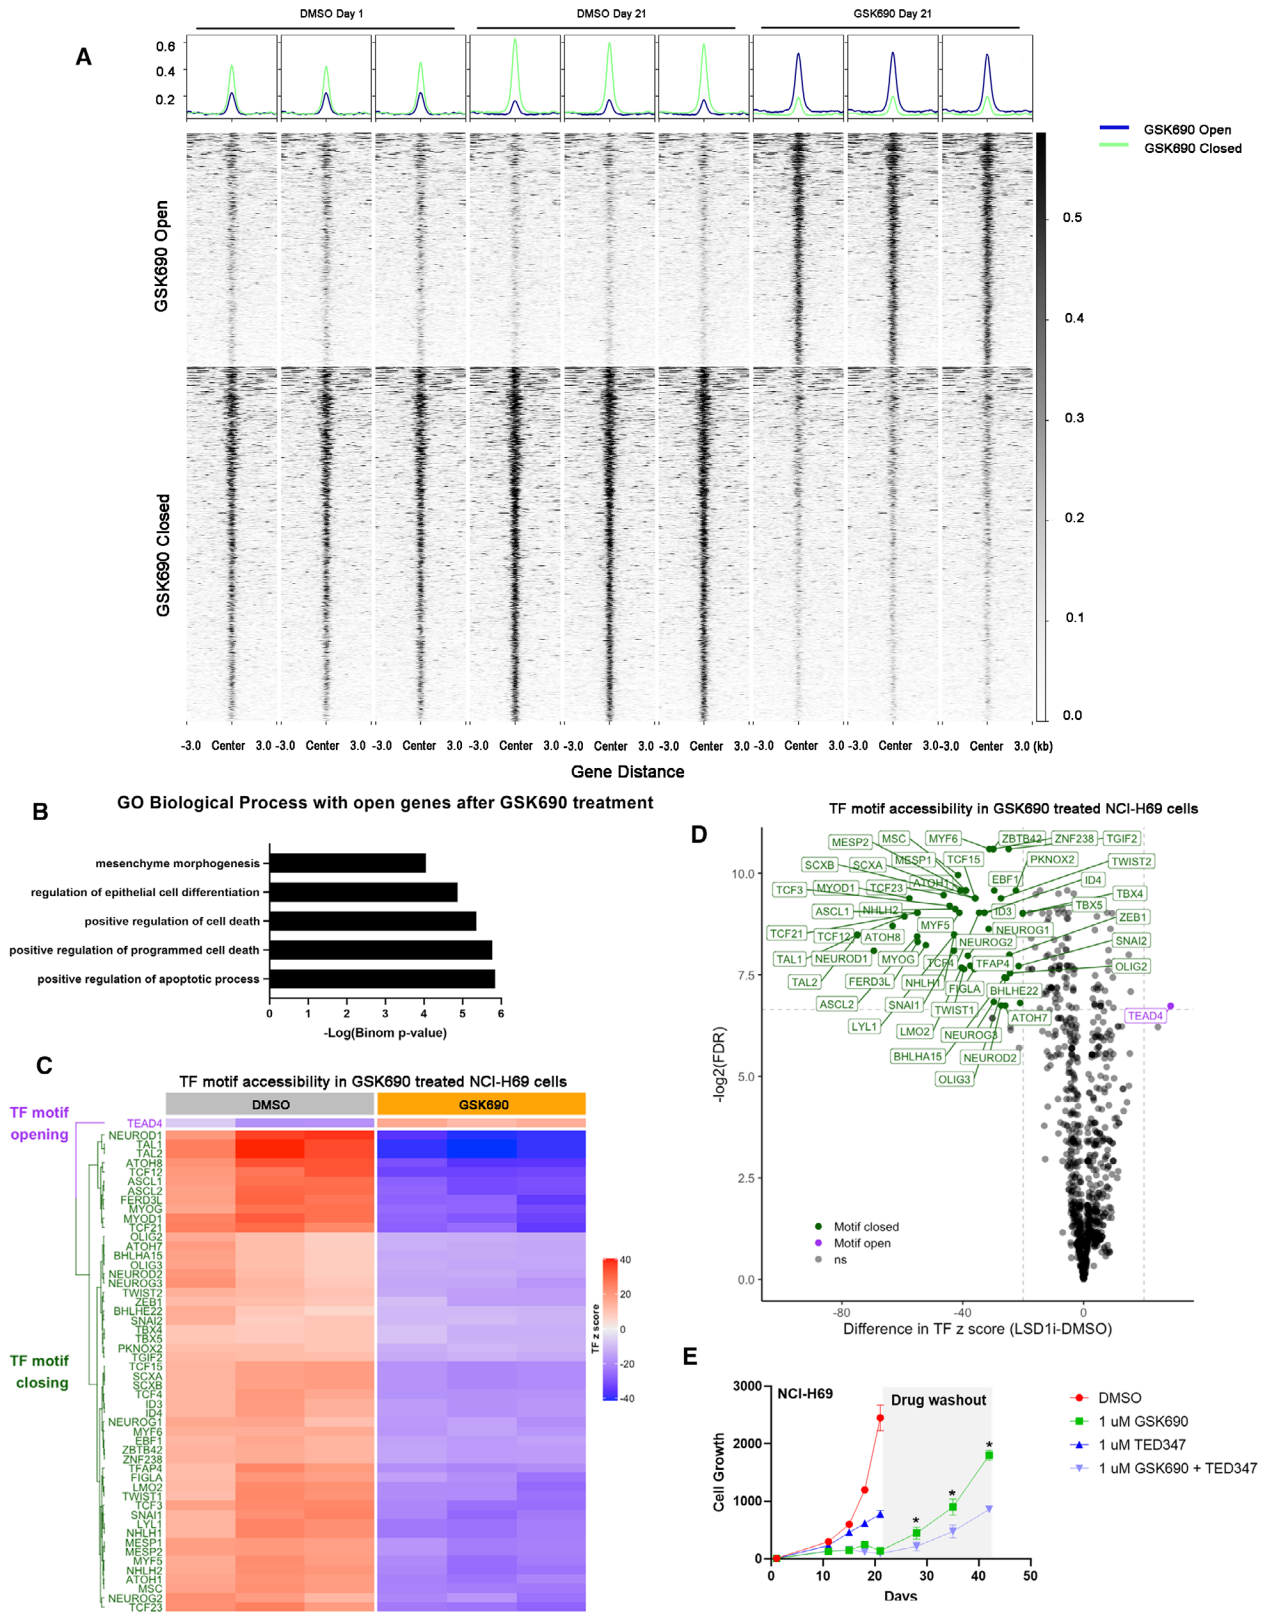 A
DMSO Day 1
DMSO Day 21
GSK690 Day 21
0.6
0.4
0.2
GSK690 Open
GSK690 Closed
GSK690 Open
GSK690 Closed
0.5
0.4
0.3
0.2
0.1
0.0
-3.0 Center 3.0 -3.0 Center 3.0 -3.0 Center 3.0 -3.0 Center 3.0 -3.0 Center 3.0 -3.0 Center 3.0 -3.0 Center 3.0 -3.0 Center 3.0 -3.0 Center 3.0 (kb)
Gene Distance
B
GO Biological Process with open genes after GSK690 treatment
mesenchyme morphogenesis
regulation of epithelial cell differentiation
positive regulation of cell death
positive regulation of programmed cell death
positive regulation of apoptotic process
0 1 2 3 4 5 6
-Log(Binom p-value)
C
TF motif accessibility in GSK690 treated NCI-H69 cells
DMSO
GSK690
TF motif
opening
TF motif
closing
TEAD4
NEUROD1
TAL1
TAL2
ATOH8
TCF12
ASCL1
ASCL2
FERD3L
MYOG
MYOD1
TCF21
OLIG2
ATOH7
BHLHA15
OLIG3
NEUROD2
NEUROG3
TWIST2
ZEB1
BHLHE22
SNAI2
TBX4
TBX5
PKNOX2
TGIF2
TCF15
SCXA
SCXB
TCF4
ID3
ID4
NEUROG1
MYF6
EBF1
ZBTB42
ZNF238
TFAP4
FIGLA
LMO2
TWIST1
TCF3
SNAI1
LYL1
NHLH1
MESP1
MESP2
MYF5
NHLH2
ATOH1
MSC
NEUROG2
TCF23
40
20
0
-20
-40
TF z score
D
TF motif accessibility in GSK690 treated NCI-H69 cells
MESP2
MSC
MYF6
ZBTB42
ZNF238
TGIF2
SCXB
SCXA
MESP1
TCF15
PKNOX2
TWIST2
TCF3
MYOD1
TCF23
ATOH1
EBF1
ID4
TBX4
ASCL1
NHLH2
ID3
TBX5
ZEB1
TCF21
TCF12
ATOH8
MYF5
NEUROG1
NEUROG2
SNAI2
TAL1
NEUROD1
MYOG
TCF4
TFAP4
OLIG2
TAL2
FERD3L
NHLH1
FIGLA
BHLHE22
ASCL2
SNAI1
TWIST1
ATOH7
TEAD4
LYL1
LMO2
NEUROG3
BHLHA15
NEUROD2
OLIG3
10.0
7.5
5.0
2.5
0.0
-log2(FDR)
Motif closed
Motif open
ns
-80
-40
0
Difference in TF z score (LSD1i-DMSO)
E
NCI-H69
Drug washout
3000
2000
1000
0
Cell Growth
* * *
0 10 20 30 40 50
Days
DMSO
1 uM GSK690
1 uM TED347
1 uM GSK690 + TED347